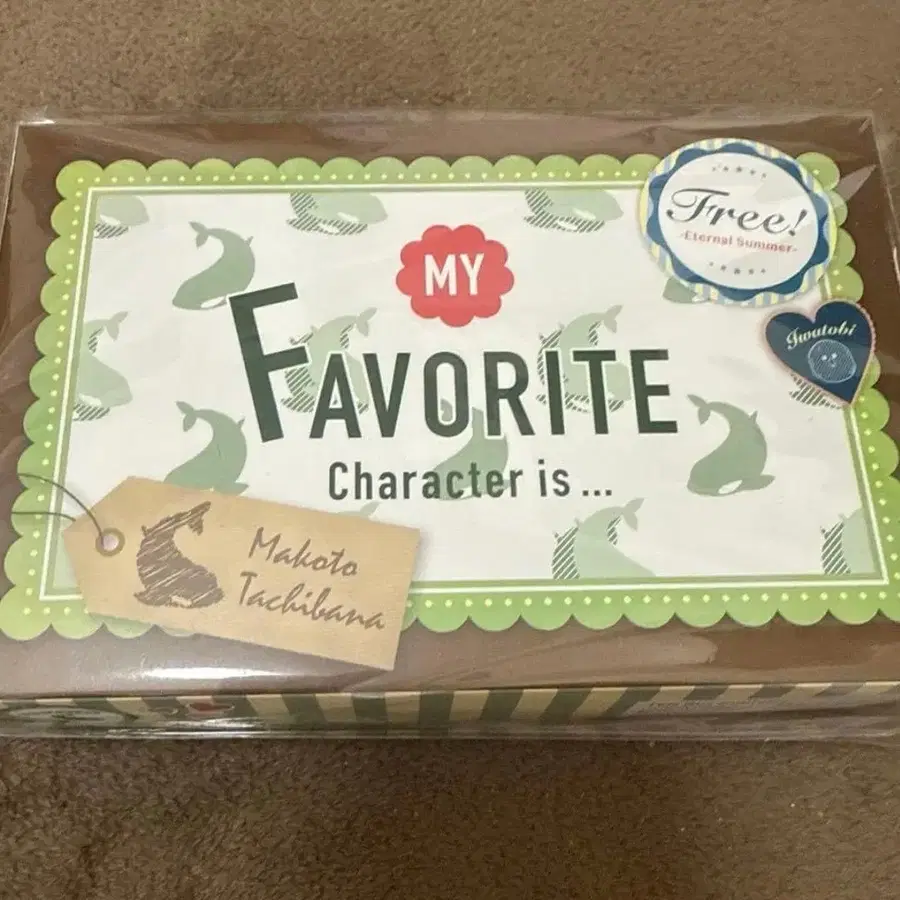 Free!
-Eternal Summer-
Iwatobi
MY
FAVORITE
Character is ...
Makoto
Tachibana